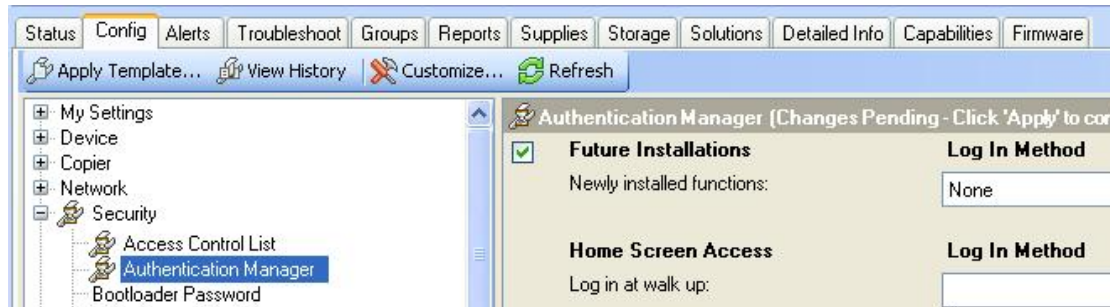 Status Config Alerts Troubleshoot Groups Reports Supplies Storage Solutions Detailed Info Capabilities Firmware
Apply Template... View History Customize... Refresh
My Settings
Device
Copier
Network
Security
Access Control List
Authentication Manager
Bootloader Password
Authentication Manager (Changes Pending - Click 'Apply' to cor
Future Installations Log In Method
Newly installed functions: None
Home Screen Access Log In Method
Log in at walk up: